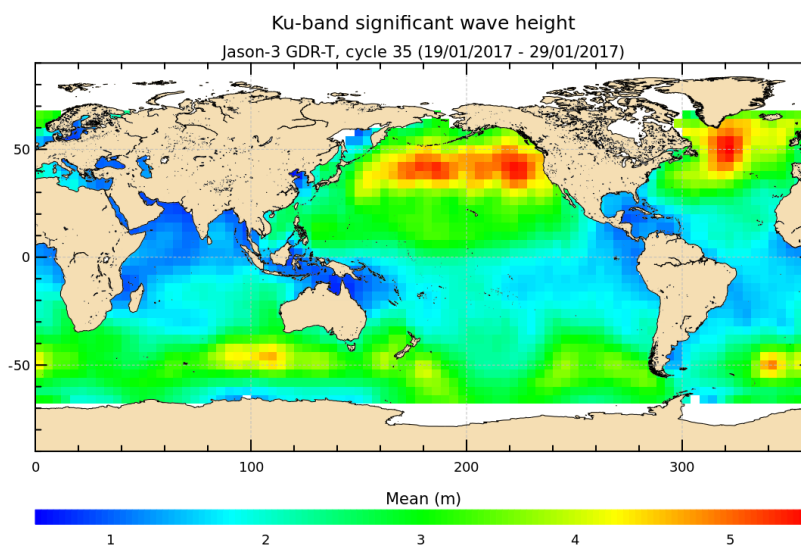 Ku-band significant wave height
Jason-3 GDR-T, cycle 35 (19/01/2017 - 29/01/2017)
50
0
-50
0 100 200 300
Mean (m)
1 2 3 4 5